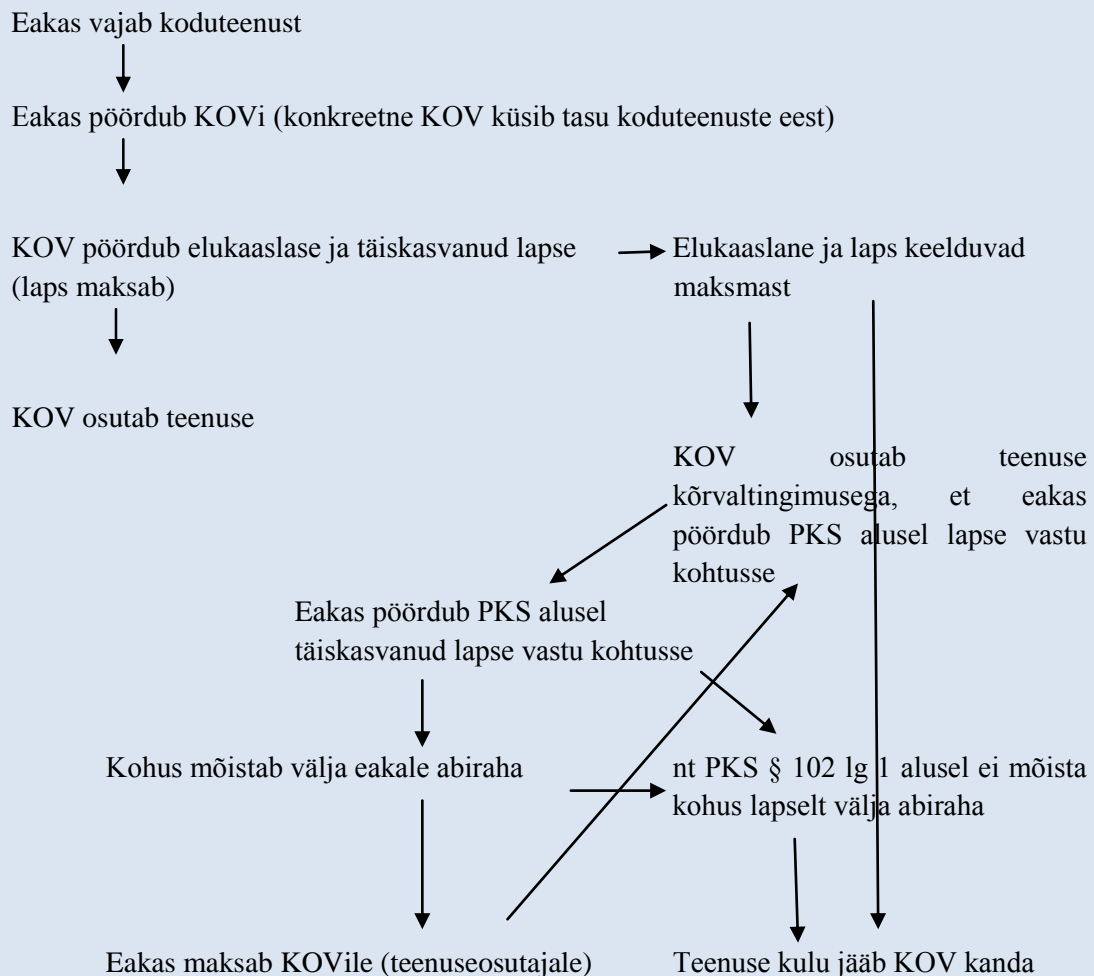 Eakas vajab koduteenust
Eakas pöördub KOVi (konkreetne KOV küsib tasu koduteenuste eest)
KOV pöördub elukaaslase ja täiskasvanud lapse
(laps maksab)
Elukaaslane ja laps keelduvad
maksmast
KOV osutab teenuse
KOV osutab teenuse
kõrvaltingimusega, et eakas
pöördub PKS alusel lapse vastu
kohtusse
Eakas pöördub PKS alusel
täiskasvanud lapse vastu kohtusse
Kohus mõistab välja eakale abiraha
nt PKS § 102 lg 1 alusel ei mõista
kohus lapselt välja abiraha
Eakas maksab KOVile (teenuseosutajale)
Teenuse kulu jääb KOV kanda